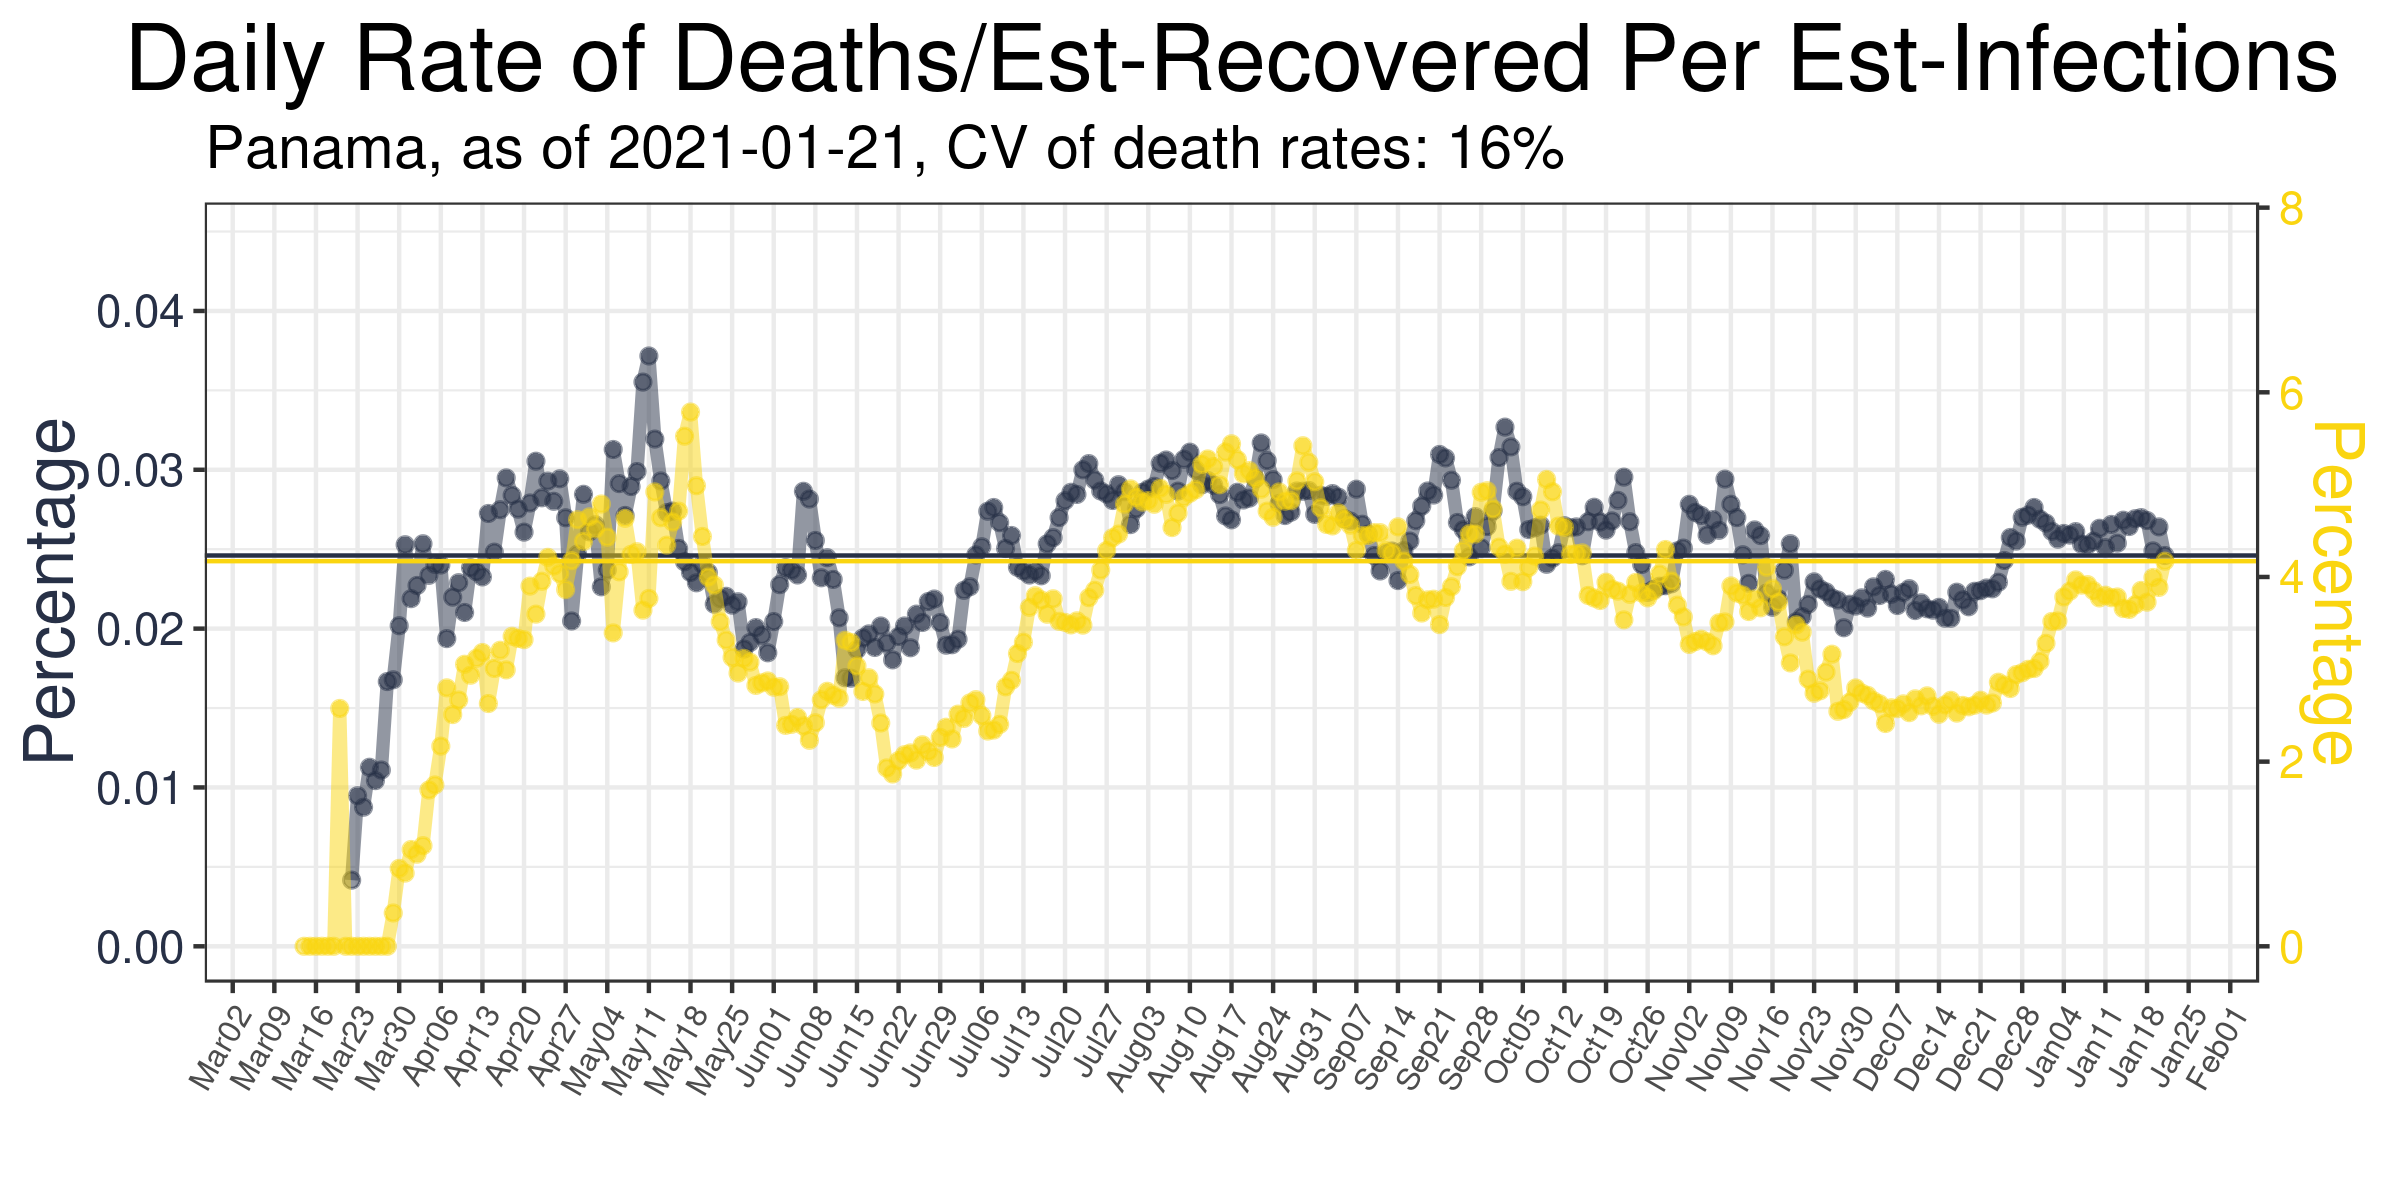 Daily Rate of Deaths/Est-Recovered Per Est-Infections
Panama, as of 2021-01-21, CV of death rates: 16%
Percentage
0.04
0.03
0.02
0.01
0.00
8
6
4
2
0
Percentage
Mar02
Mar09
Mar16
Mar23
Mar30
Apr06
Apr13
Apr20
Apr27
May04
May11
May18
May25
Jun01
Jun08
Jun15
Jun22
Jun29
Jul06
Jul13
Jul20
Jul27
Aug03
Aug10
Aug17
Aug24
Aug31
Sep07
Sep14
Sep21
Sep28
Oct05
Oct12
Oct19
Oct26
Nov02
Nov09
Nov16
Nov23
Nov30
Dec07
Dec14
Dec21
Dec28
Jan04
Jan11
Jan18
Jan25
Feb01